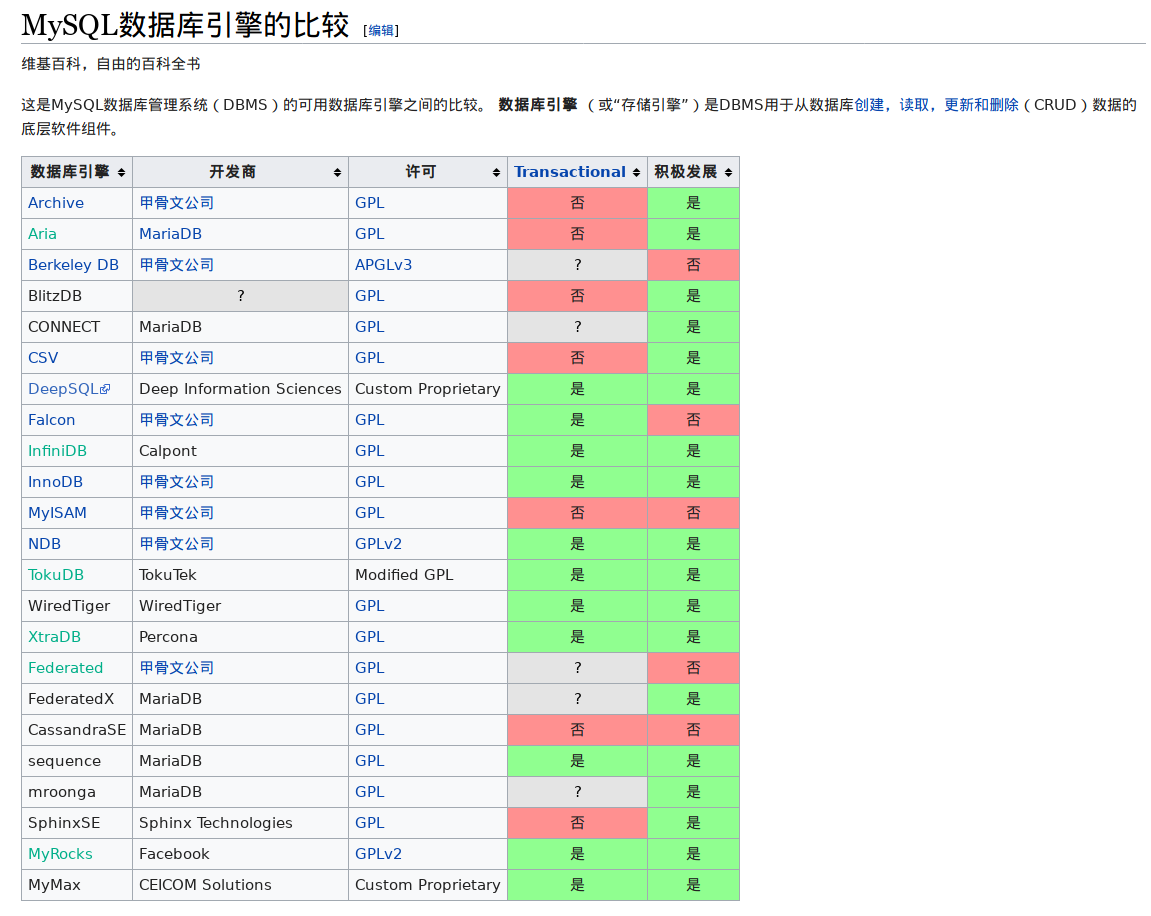 MySQL数据库引擎的比较 [编辑]
维基百科，自由的百科全书
这是MySQL数据库管理系统（DBMS）的可用数据库引擎之间的比较。 数据库引擎 （或“存储引擎”）是DBMS用于从数据库创建，读取，更新和删除（CRUD）数据的
底层软件组件。
数据库引擎 开发商 许可 Transactional 积极发展
Archive 甲骨文公司 GPL 否 是
Aria MariaDB GPL 否 是
Berkeley DB 甲骨文公司 APGLv3 ? 否
BlitzDB ? GPL 否 是
CONNECT MariaDB GPL ? 是
CSV 甲骨文公司 GPL 否 是
DeepSQL Deep Information Sciences Custom Proprietary 是 是
Falcon 甲骨文公司 GPL 是 否
InfiniDB Calpont GPL 是 是
InnoDB 甲骨文公司 GPL 是 是
MyISAM 甲骨文公司 GPL 否 否
NDB 甲骨文公司 GPLv2 是 是
TokuDB TokuTek Modified GPL 是 是
WiredTiger WiredTiger GPL 是 是
XtraDB Percona GPL 是 是
Federated 甲骨文公司 GPL ? 否
FederatedX MariaDB GPL ? 是
CassandraSE MariaDB GPL 否 否
sequence MariaDB GPL 是 是
mroonga MariaDB GPL ? 是
SphinxSE Sphinx Technologies GPL 否 是
MyRocks Facebook GPLv2 是 是
MyMax CEICOM Solutions Custom Proprietary 是 是